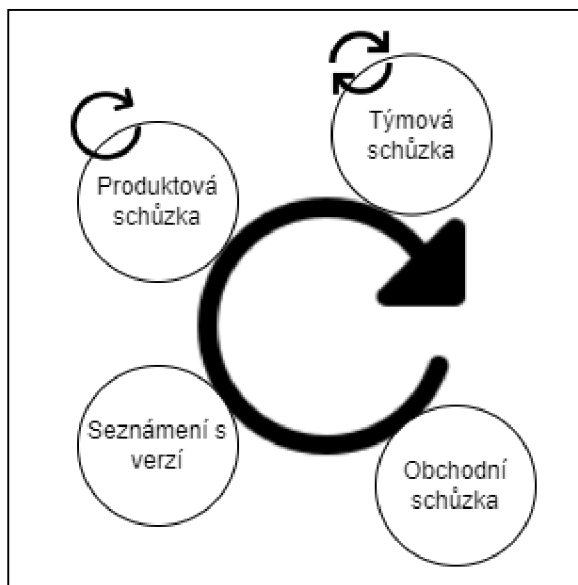 Týmová
schůzka
Produktová
schůzka
Seznámení s
verzí
Obchodní
schůzka